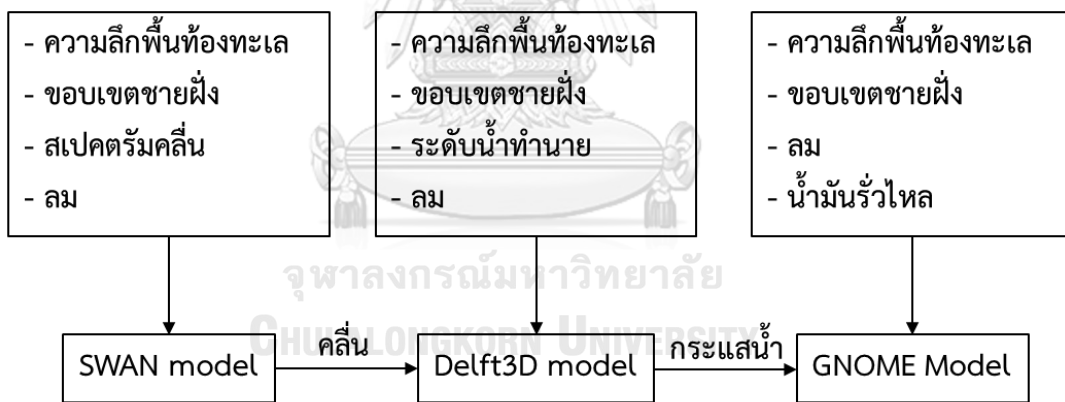 - ความลึกพื้นท้องทะเล
- ขอบเขตชายฝั่ง
- สเปคตรัมคลื่น
- ลม
- ความลึกพื้นท้องทะเล
- ขอบเขตชายฝั่ง
- ระดับน้ำทำนาย
- ลม
- ความลึกพื้นท้องทะเล
- ขอบเขตชายฝั่ง
- ลม
- น้ำมันรั่วไหล
จุฬาลงกรณ์มหาวิทยาลัย
CHULALONGKORN UNIVERSITY
SWAN model
คลื่น
Delft3D model
กระแสน้ำ
GNOME Model